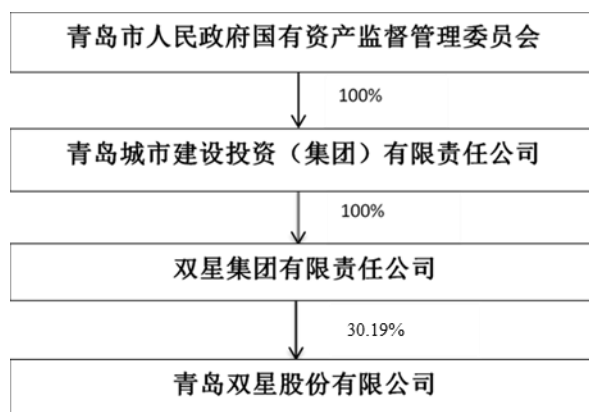 青岛市人民政府国有资产监督管理委员会
100%
青岛城市建设投资（集团）有限责任公司
100%
双星集团有限责任公司
30.19%
青岛双星股份有限公司